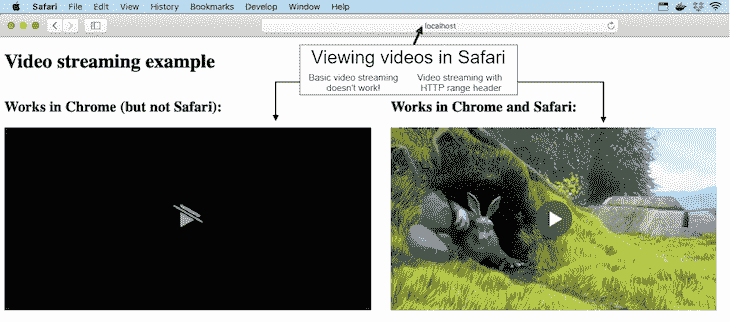 Safari File Edit View History Bookmarks Develop Window Help
localhost
Viewing videos in Safari
Basic video streaming
doesn't work!
Video streaming with
HTTP range header
Video streaming example
Works in Chrome (but not Safari):
Works in Chrome and Safari: